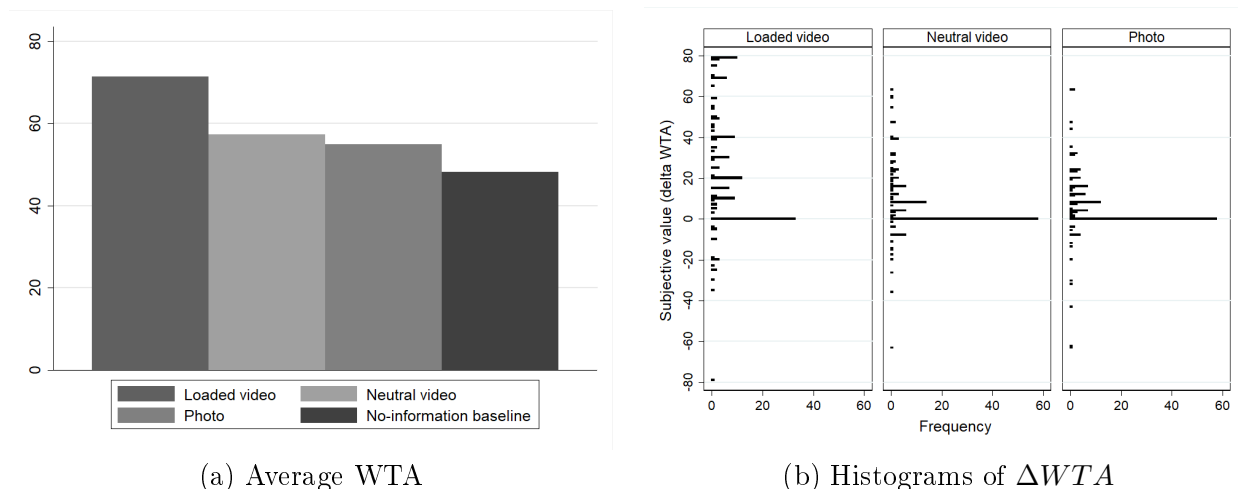 80
60
40
20
0
Loaded video
Neutral video
Photo
No-information baseline
(a) Average WTA
Loaded video
Neutral video
Photo
Subjective value (delta WTA)
80
60
40
20
0
-20
-40
-60
-80
0 20 40 60
0 20 40 60
0 20 40 60
Frequency
(b) Histograms of ΔWTA